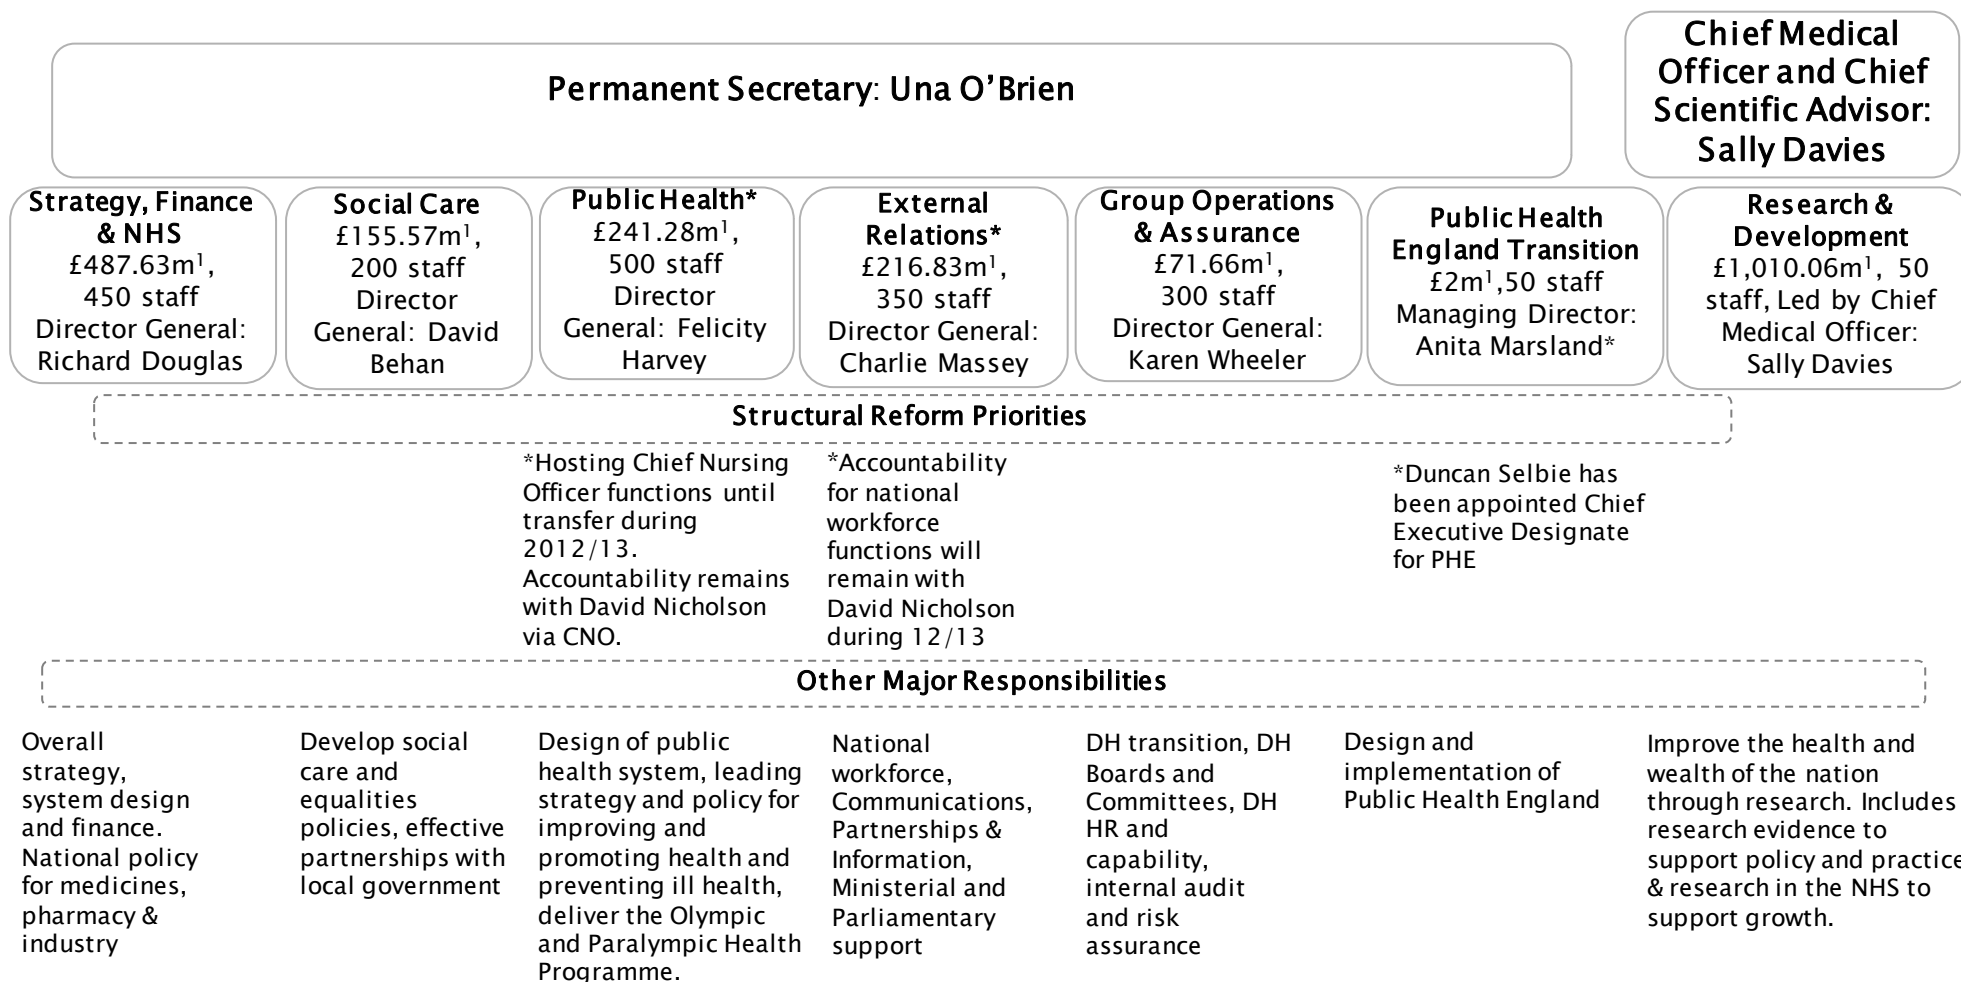 Permanent Secretary: Una O’Brien
Chief Medical
Officer and Chief
Scientific Advisor:
Sally Davies
Strategy, Finance
& NHS
£487.63m¹,
450 staff
Director General:
Richard Douglas
Social Care
£155.57m¹,
200 staff
Director
General: David
Behan
Public Health*
£241.28m¹,
500 staff
Director
General: Felicity
Harvey
External
Relations*
£216.83m¹,
350 staff
Director General:
Charlie Massey
Group Operations
& Assurance
£71.66m¹,
300 staff
Director General:
Karen Wheeler
Public Health
England Transition
£2m¹,50 staff
Managing Director:
Anita Marsland*
Research &
Development
£1,010.06m¹, 50
staff, Led by Chief
Medical Officer:
Sally Davies
Structural Reform Priorities
*Hosting Chief Nursing
Officer functions until
transfer during
2012/13.
Accountability remains
with David Nicholson
via CNO.
*Accountability
for national
workforce
functions will
remain with
David Nicholson
during 12/13
*Duncan Selbie has
been appointed Chief
Executive Designate
for PHE
Other Major Responsibilities
Overall
strategy,
system design
and finance.
National policy
for medicines,
pharmacy &
industry
Develop social
care and
equalities
policies, effective
partnerships with
local government
Design of public
health system, leading
strategy and policy for
improving and
promoting health and
preventing ill health,
deliver the Olympic
and Paralympic Health
Programme.
National
workforce,
Communications,
Partnerships &
Information,
Ministerial and
Parliamentary
support
DH transition, DH
Boards and
Committees, DH
HR and
capability,
internal audit
and risk
assurance
Design and
implementation of
Public Health England
Improve the health and
wealth of the nation
through research. Includes
research evidence to
support policy and practice
& research in the NHS to
support growth.